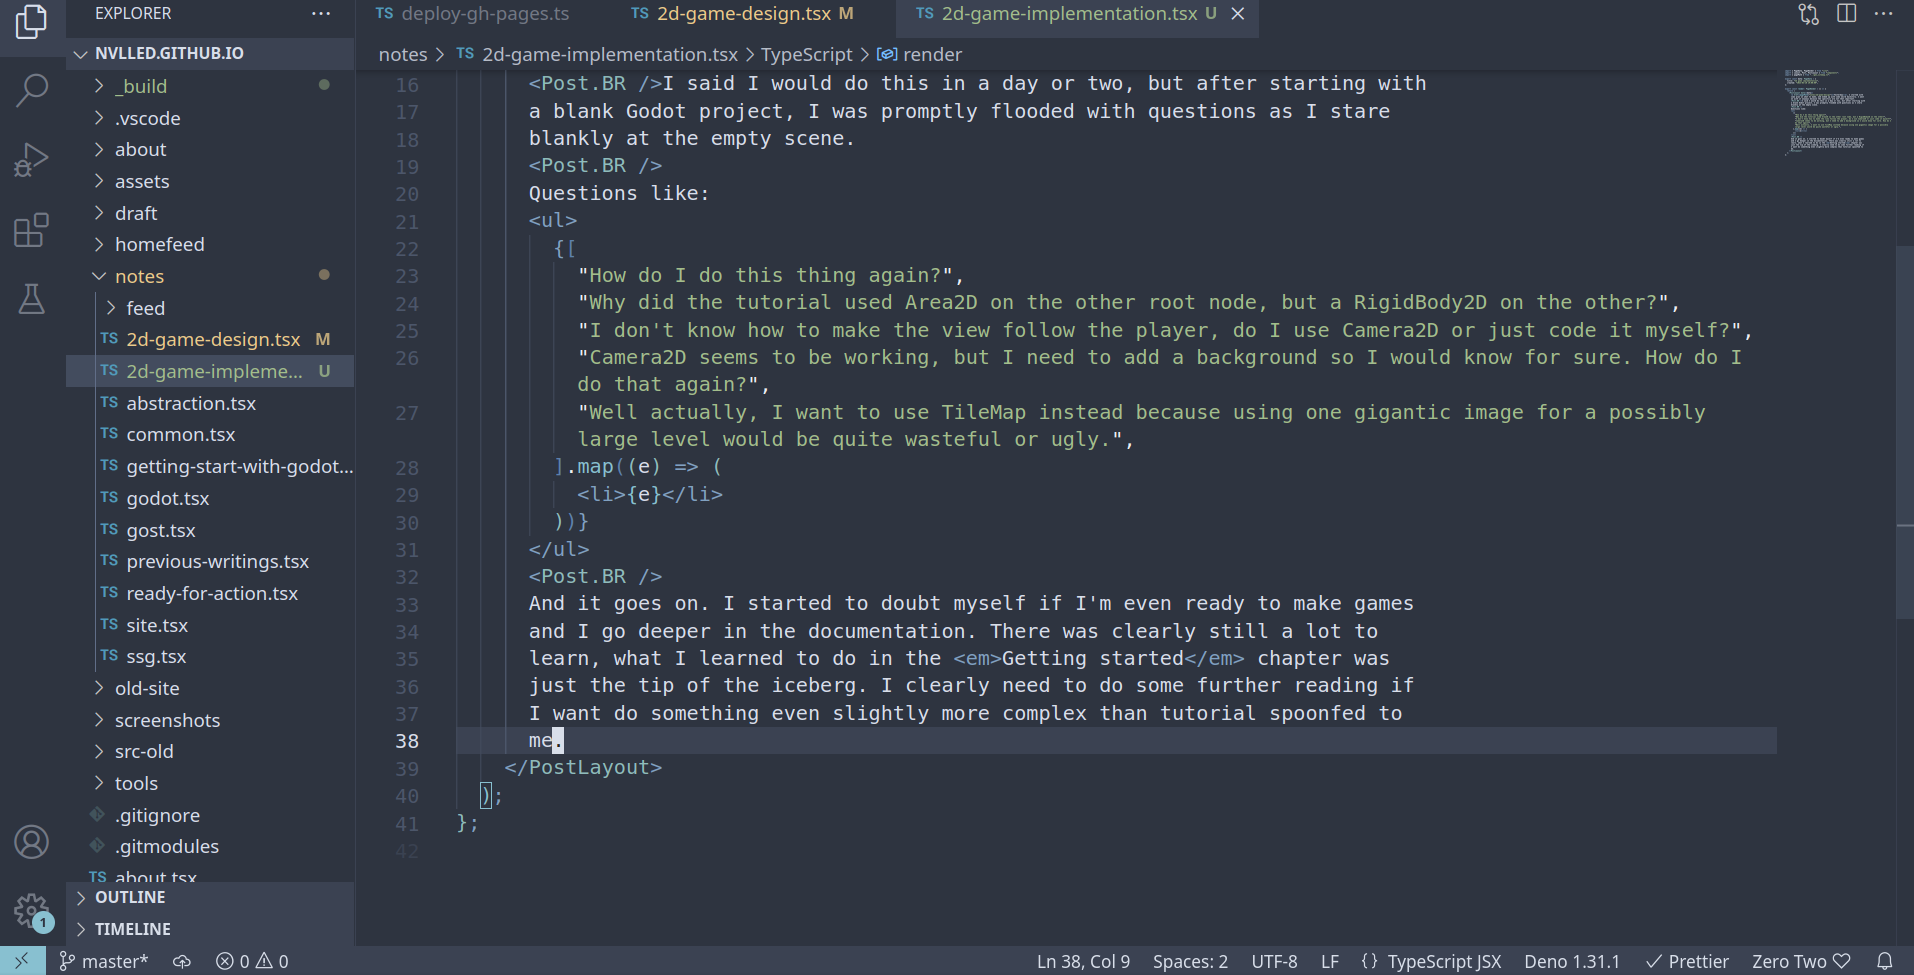 EXPLORER
NVLLED.GITHUB.IO
_build
.vscode
about
assets
draft
homefeed
notes
feed
TS 2d-game-design.tsx M
TS 2d-game-impleme... U
TS abstraction.tsx
TS common.tsx
TS getting-start-with-godot...
TS godot.tsx
TS gost.tsx
TS previous-writings.tsx
TS ready-for-action.tsx
TS site.tsx
TS ssg.tsx
old-site
screenshots
src-old
tools
.gitignore
.gitmodules
TS about.tsx
OUTLINE
TIMELINE
1
TS deploy-gh-pages.ts
TS 2d-game-design.tsx M
TS 2d-game-implementation.tsx U
notes > TS 2d-game-implementation.tsx > TypeScript > render
16 <Post.BR />I said I would do this in a day or two, but after starting with
17 a blank Godot project, I was promptly flooded with questions as I stare
18 blankly at the empty scene.
19 <Post.BR />
20 Questions like:
21 <ul>
22 {[
23 "How do I do this thing again?",
24 "Why did the tutorial used Area2D on the other root node, but a RigidBody2D on the other?",
25 "I don't know how to make the view follow the player, do I use Camera2D or just code it myself?",
26 "Camera2D seems to be working, but I need to add a background so I would know for sure. How do I
do that again?",
27 "Well actually, I want to use TileMap instead because using one gigantic image for a possibly
large level would be quite wasteful or ugly.",
28 ].map((e) => (
29 <li>{e}</li>
30 ))}
31 </ul>
32 <Post.BR />
33 And it goes on. I started to doubt myself if I'm even ready to make games
34 and I go deeper in the documentation. There was clearly still a lot to
35 learn, what I learned to do in the <em>Getting started</em> chapter was
36 just the tip of the iceberg. I clearly need to do some further reading if
37 I want do something even slightly more complex than tutorial spoonfed to
38 me.
39 </PostLayout>
40 );
41 };
42
master* 0 0 Ln 38, Col 9 Spaces: 2 UTF-8 LF {} TypeScript JSX Deno 1.31.1 Prettier Zero Two ♡